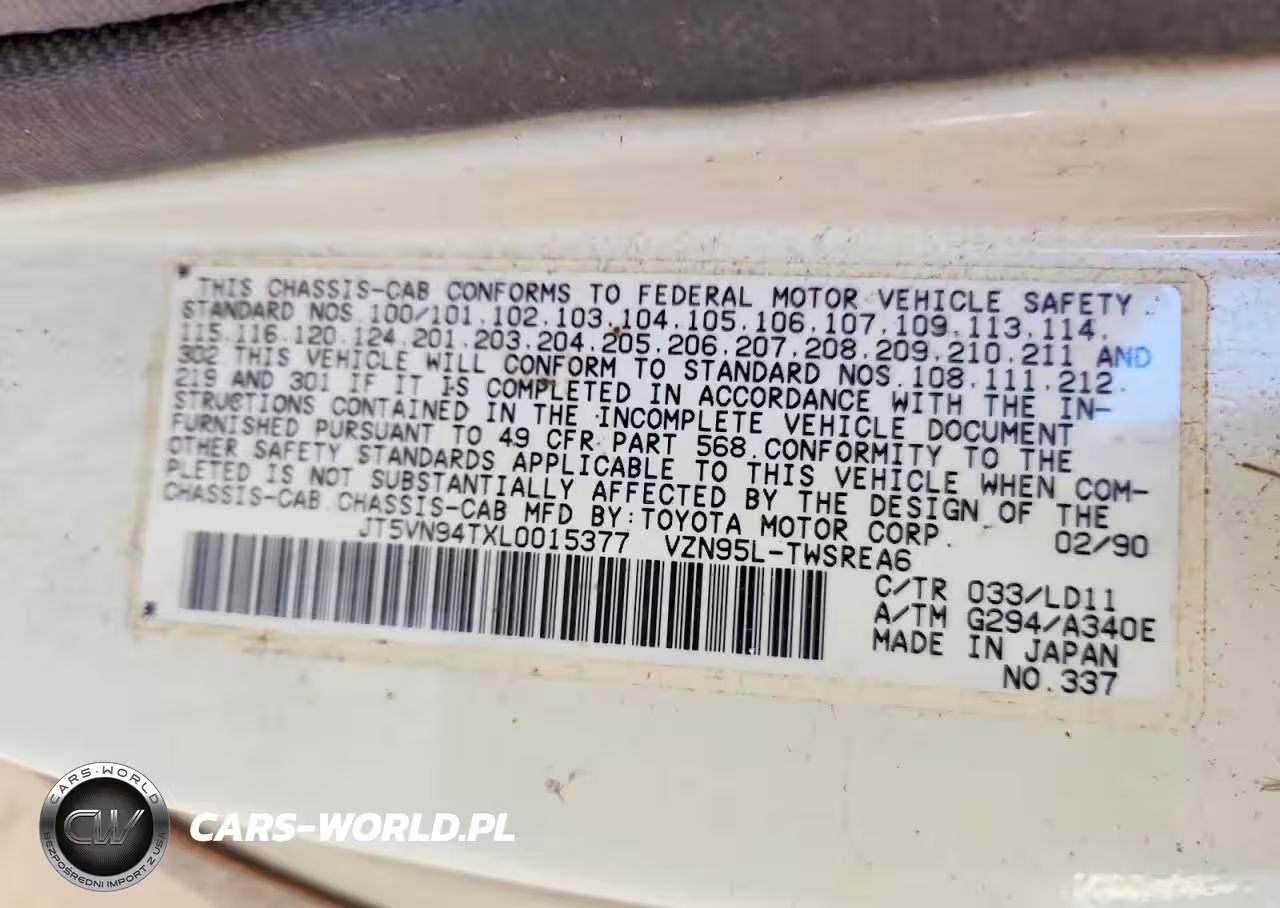 THIS CHASSIS-CAB CONFORMS TO FEDERAL MOTOR VEHICLE SAFETY
STANDARD NOS.100/101.102.103.104.105.106.107.109.113.114.
115.116.120.124.201.203.204.205.206.207.208.209.210.211 AND
302 THIS VEHICLE WILL CONFORM TO STANDARD NOS.108.111.212.
219 AND 301 IF IT IS COMPLETED IN ACCORDANCE WITH THE IN-
STRUCTIONS CONTAINED IN THE INCOMPLETE VEHICLE DOCUMENT
FURNISHED PURSUANT TO 49 CFR PART 568.CONFORMITY TO THE
OTHER SAFETY STANDARDS APPLICABLE TO THIS VEHICLE WHEN COM-
PLETED IS NOT SUBSTANTIALLY AFFECTED BY THE DESIGN OF THE
CHASSIS-CAB.CHASSIS-CAB MFD BY:TOYOTA MOTOR CORP. 02/90
JT5VN94TXL0015377 VZN95L-TWSREA6
C/TR 033/LD11
A/TM G294/A340E
MADE IN JAPAN
NO.337
CARS-WORLD
CW
BEZPOŚREDNI IMPORT Z USA
CARS-WORLD.PL